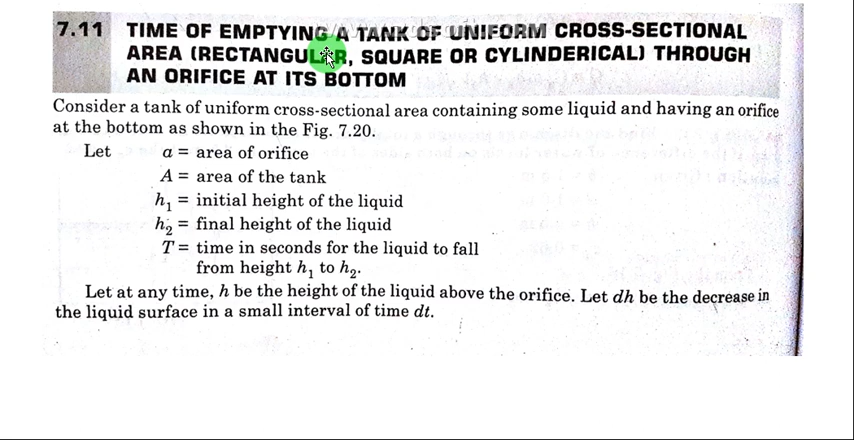 7.11 TIME OF EMPTYING A TANK OF UNIFORM CROSS-SECTIONAL
AREA (RECTANGULAR, SQUARE OR CYLINDERICAL) THROUGH
AN ORIFICE AT ITS BOTTOM
Consider a tank of uniform cross-sectional area containing some liquid and having an orifice
at the bottom as shown in the Fig. 7.20.
Let a = area of orifice
A = area of the tank
h₁ = initial height of the liquid
h₂ = final height of the liquid
T = time in seconds for the liquid to fall
from height h₁ to h₂.
Let at any time, h be the height of the liquid above the orifice. Let dh be the decrease in
the liquid surface in a small interval of time dt.